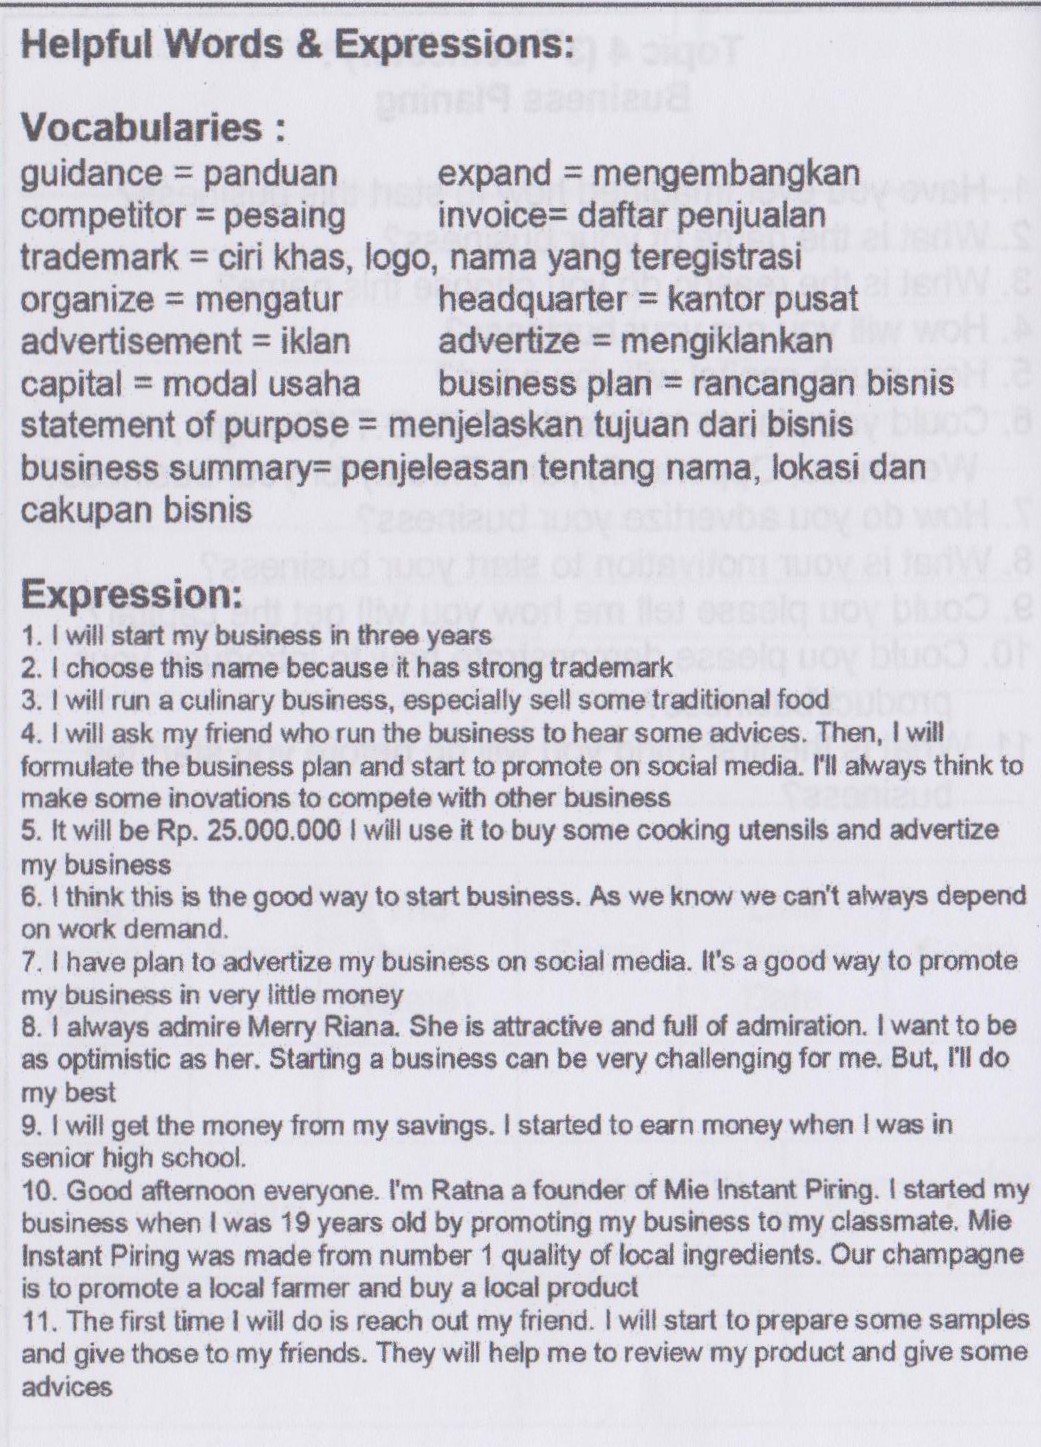 Helpful Words & Expressions:
Vocabularies :
guidance = panduan expand = mengembangkan
competitor = pesaing invoice= daftar penjualan
trademark = ciri khas, logo, nama yang teregistrasi
organize = mengatur headquarter = kantor pusat
advertisement = iklan advertize = mengiklankan
capital = modal usaha business plan = rancangan bisnis
statement of purpose = menjelaskan tujuan dari bisnis
business summary= penjeleasan tentang nama, lokasi dan
cakupan bisnis
Expression:
1. I will start my business in three years
2. I choose this name because it has strong trademark
3. I will run a culinary business, especially sell some traditional food
4. I will ask my friend who run the business to hear some advices. Then, I will
formulate the business plan and start to promote on social media. I'll always think to
make some inovations to compete with other business
5. It will be Rp. 25.000.000 I will use it to buy some cooking utensils and advertize
my business
6. I think this is the good way to start business. As we know we can't always depend
on work demand.
7. I have plan to advertize my business on social media. It's a good way to promote
my business in very little money
8. I always admire Merry Riana. She is attractive and full of admiration. I want to be
as optimistic as her. Starting a business can be very challenging for me. But, I'll do
my best
9. I will get the money from my savings. I started to earn money when I was in
senior high school.
10. Good afternoon everyone. I'm Ratna a founder of Mie Instant Piring. I started my
business when I was 19 years old by promoting my business to my classmate. Mie
Instant Piring was made from number 1 quality of local ingredients. Our champagne
is to promote a local farmer and buy a local product
11. The first time I will do is reach out my friend. I will start to prepare some samples
and give those to my friends. They will help me to review my product and give some
advices